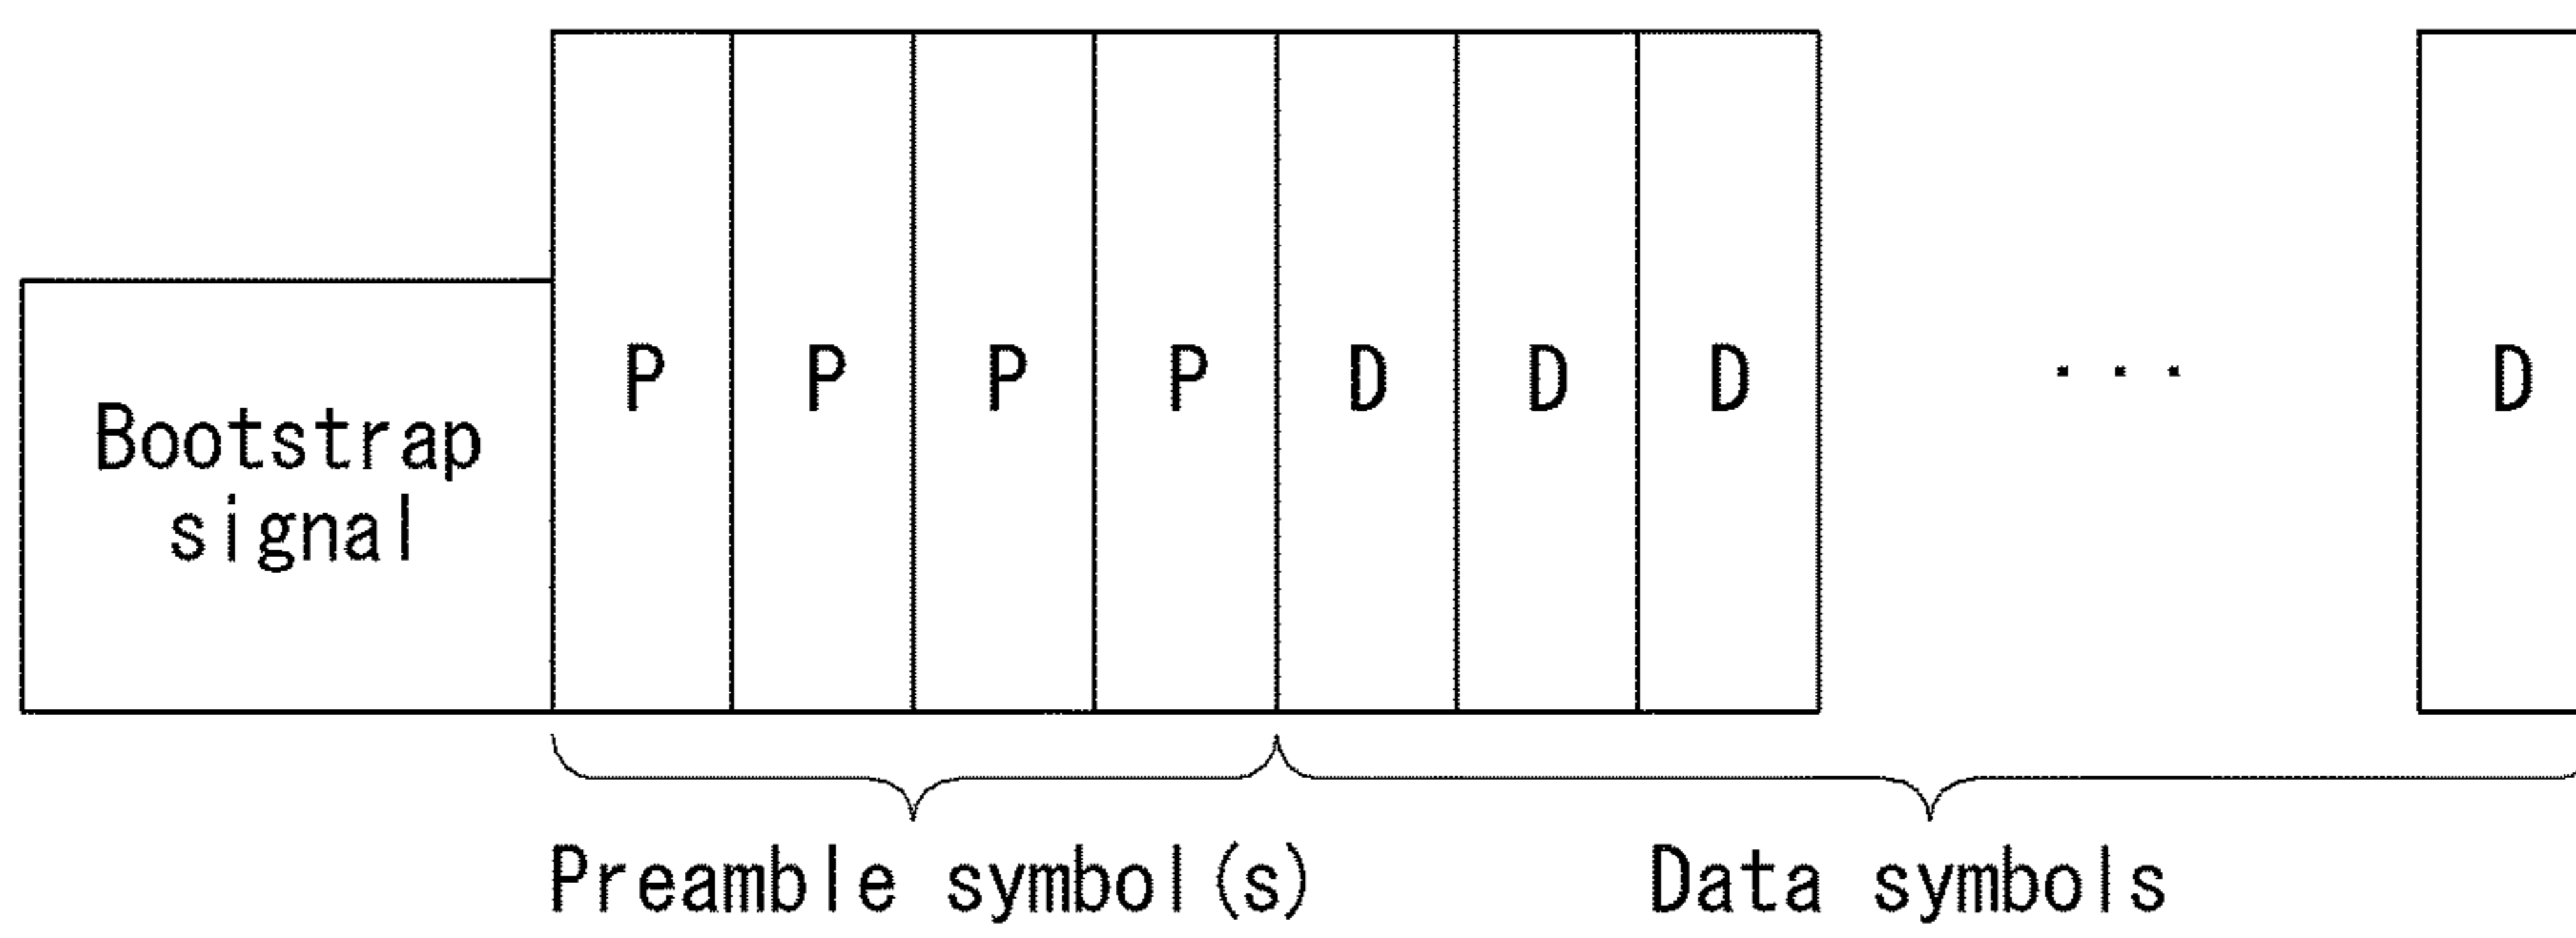 P P P P D D D ... D
Bootstrap
signal
Preamble symbol(s) Data symbols